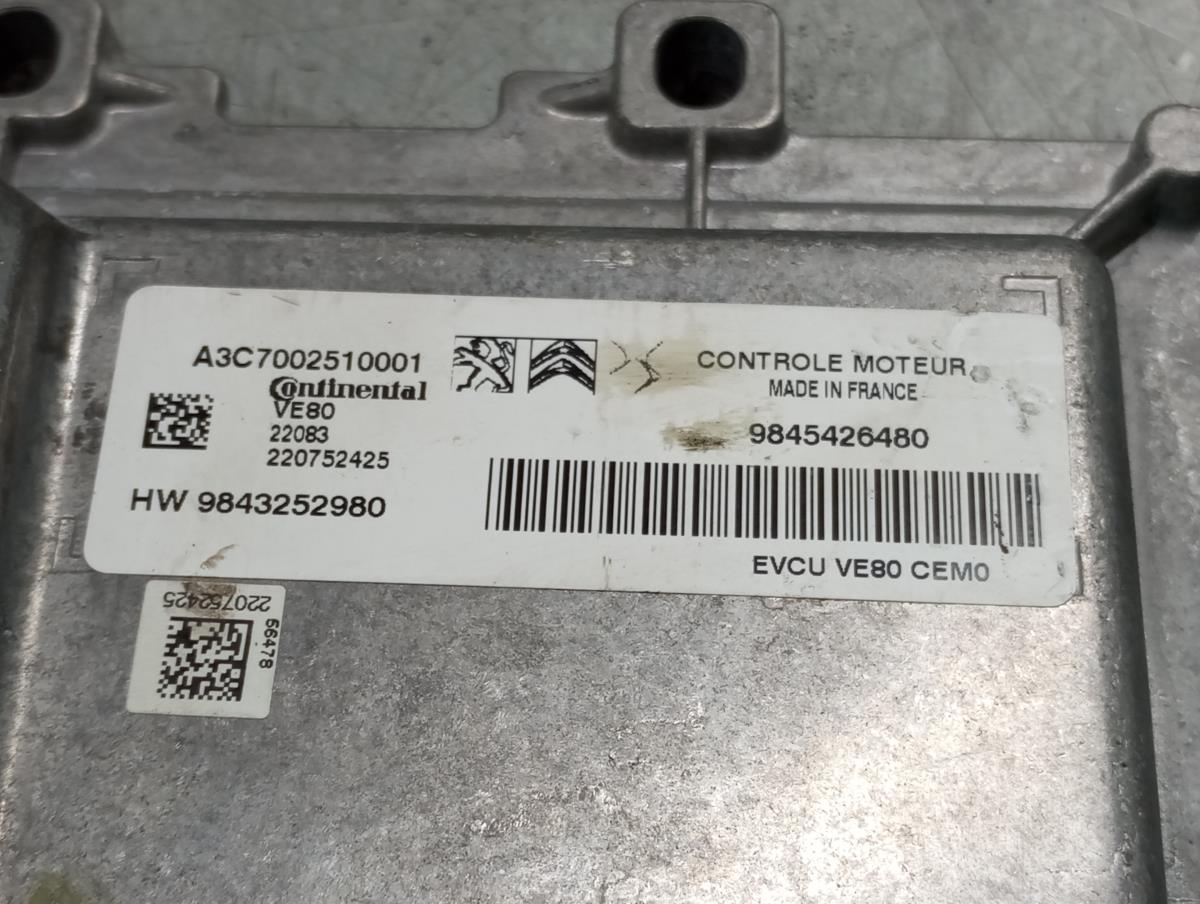 A3C7002510001
Continental
VE80
22083
220752425
HW 9843252980
CONTROLE MOTEUR
MADE IN FRANCE
9845426480
EVCU VE80 CEM0
220752425
56478